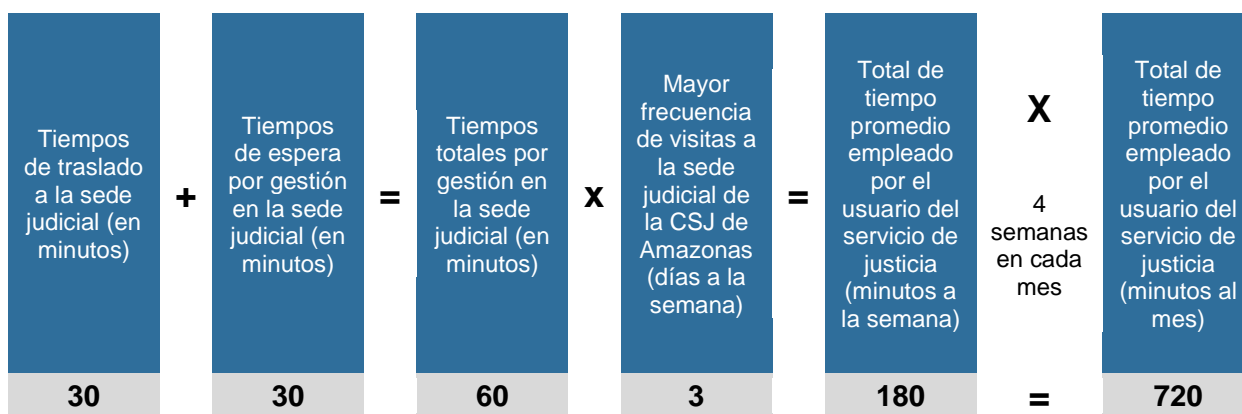 Tiempos
de traslado
a la sede
judicial (en
minutos)
+
Tiempos
de espera
por gestión
en la sede
judicial (en
minutos)
=
Tiempos
totales por
gestión en
la sede
judicial (en
minutos)
x
Mayor
frecuencia
de visitas a
la sede
judicial de
la CSJ de
Amazonas
(días a la
semana)
=
Total de
tiempo
promedio
empleado
por el
usuario del
servicio de
justicia
(minutos a
la semana)
X
4
semanas
en cada
mes
Total de
tiempo
promedio
empleado
por el
usuario del
servicio de
justicia
(minutos al
mes)
30 30 60 3 180 = 720